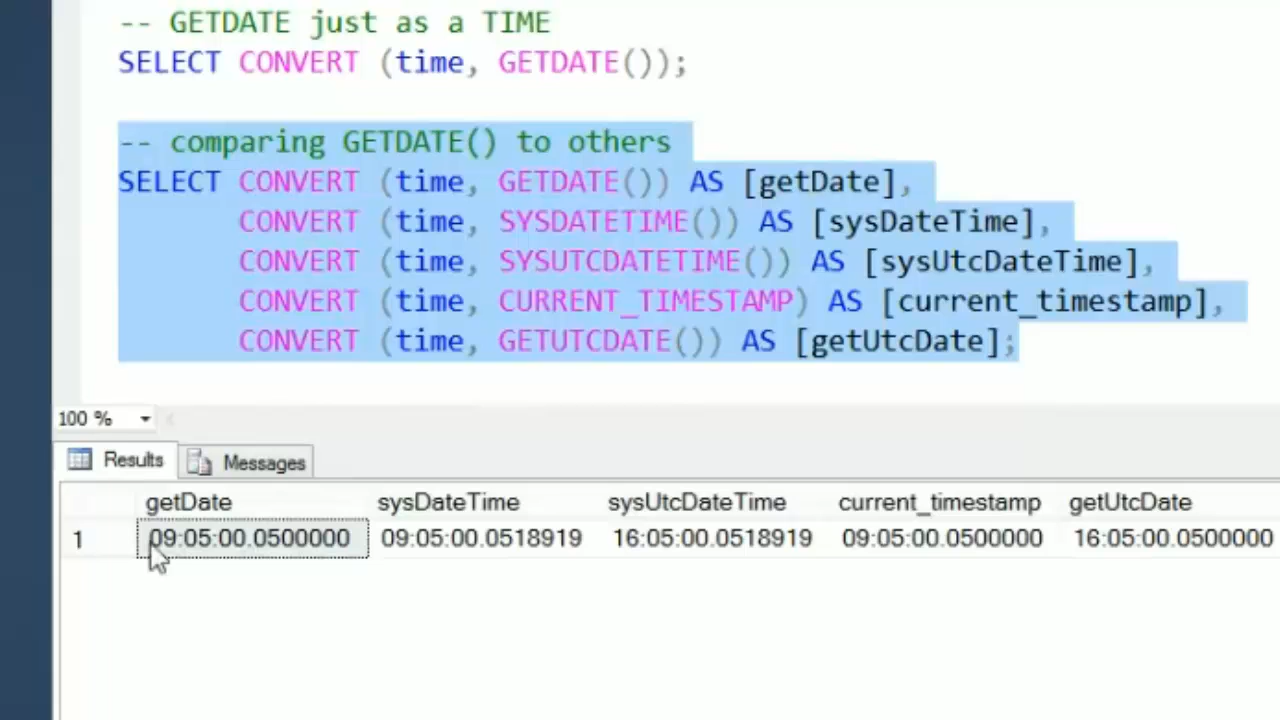 -- GETDATE just as a TIME
SELECT CONVERT (time, GETDATE());
-- comparing GETDATE() to others
SELECT CONVERT (time, GETDATE()) AS [getDate],
CONVERT (time, SYSDATETIME()) AS [sysDateTime],
CONVERT (time, SYSUTCDATETIME()) AS [sysUtcDateTime],
CONVERT (time, CURRENT_TIMESTAMP) AS [current_timestamp],
CONVERT (time, GETUTCDATE()) AS [getUtcDate];
100 %
Results Messages
getDate sysDateTime sysUtcDateTime current_timestamp getUtcDate
1 09:05:00.0500000 09:05:00.0518919 16:05:00.0518919 09:05:00.0500000 16:05:00.0500000